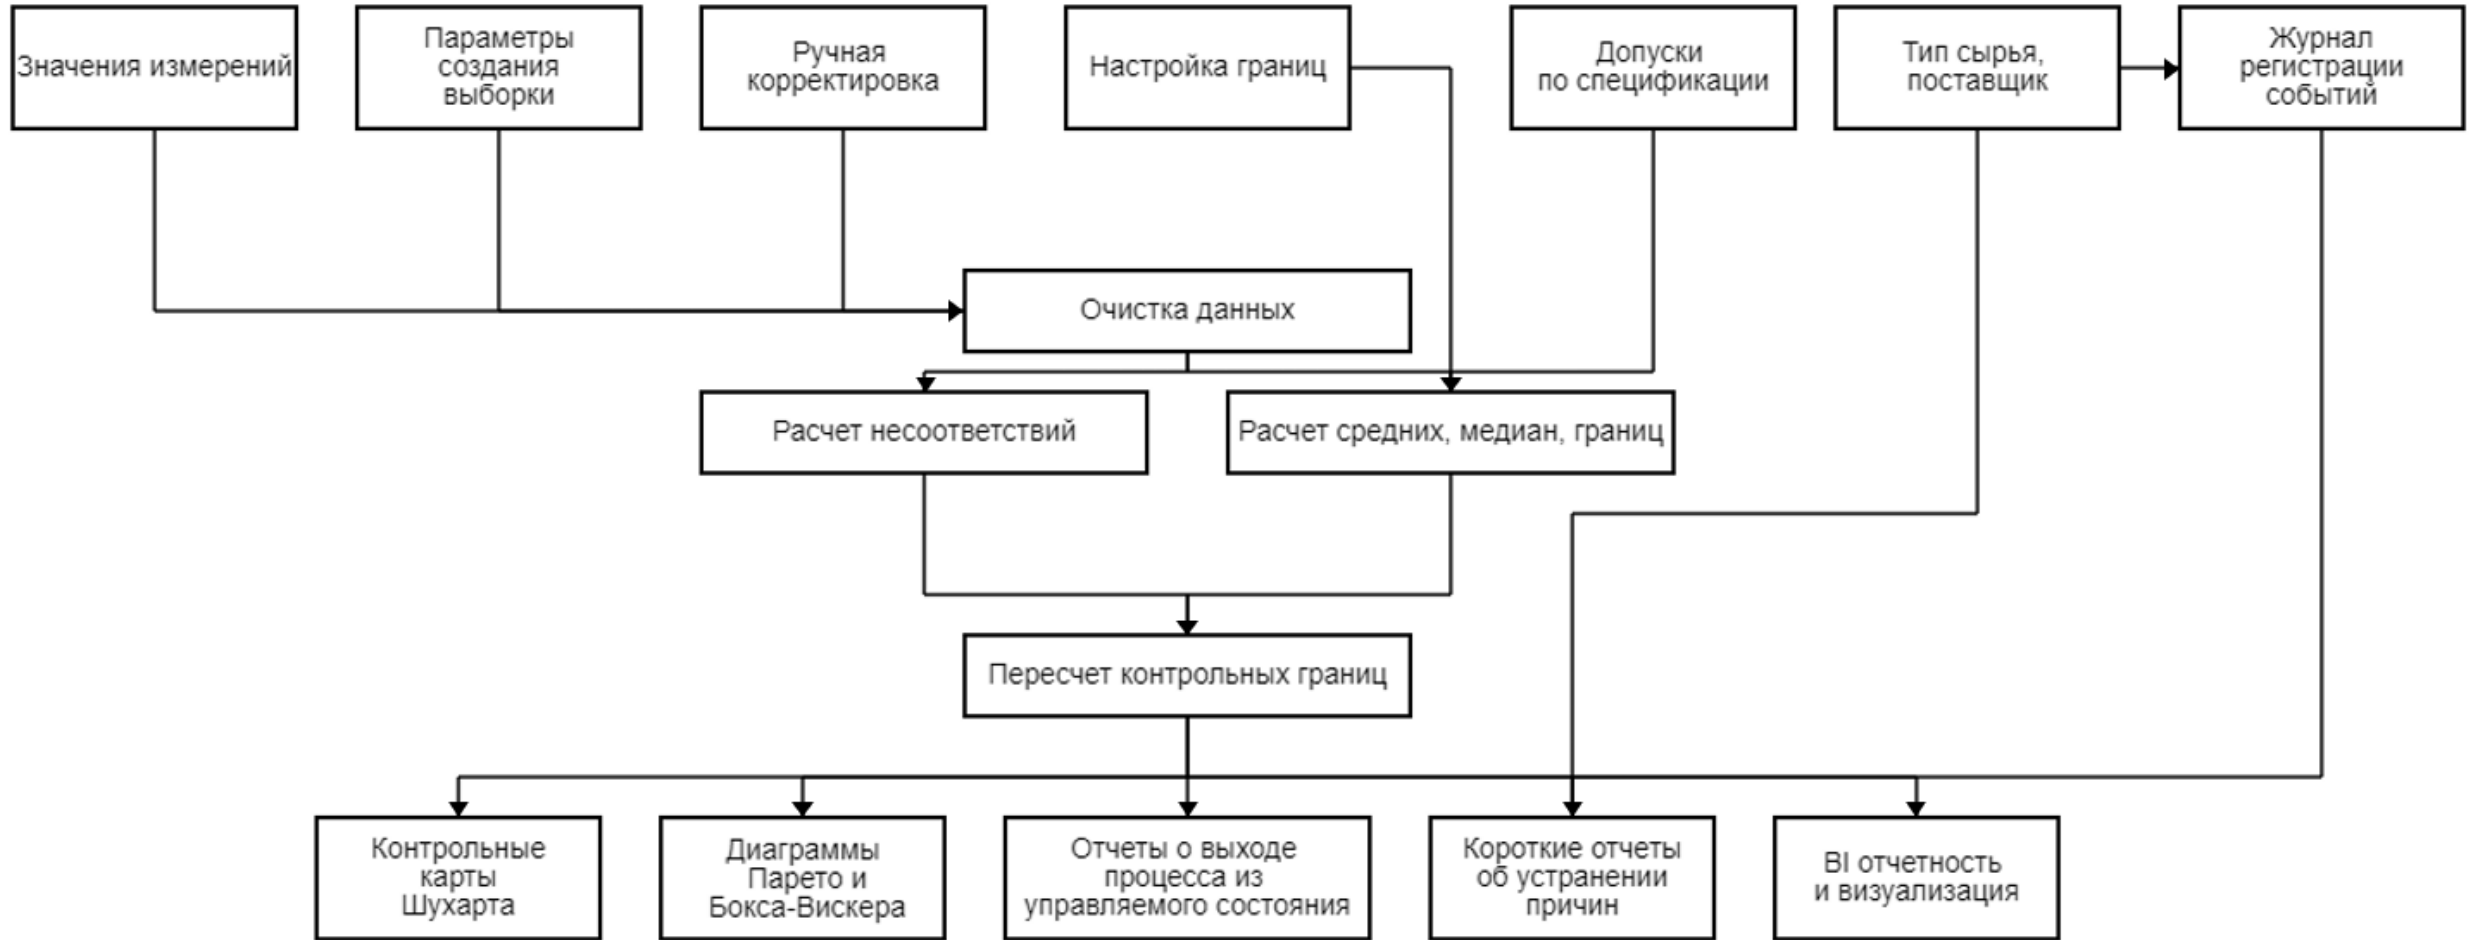 Значения измерений
Параметры
создания
выборки
Ручная
корректировка
Настройка границ
Допуски
по спецификации
Тип сырья,
поставщик
Журнал
регистрации
событий
Очистка данных
Расчет несоответствий
Расчет средних, медиан, границ
Пересчет контрольных границ
Контрольные
карты
Шухарта
Диаграммы
Парето и
Бокса-Вискера
Отчеты о выходе
процесса из
управляемого состояния
Короткие отчеты
об устранении
причин
BI отчетность
и визуализация